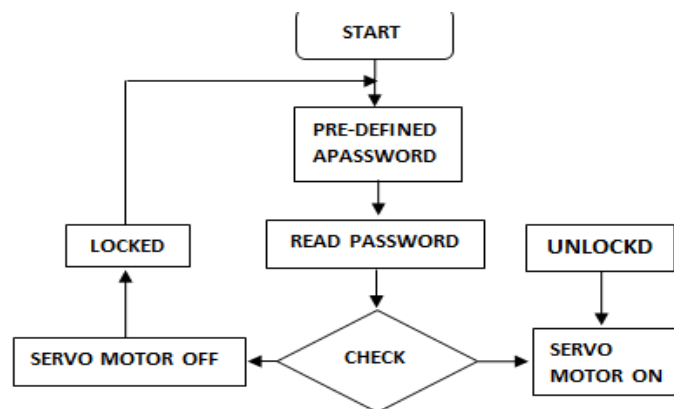 START
PRE-DEFINED
APASSWORD
LOCKED
READ PASSWORD
UNLOCKD
SERVO MOTOR OFF
CHECK
SERVO
MOTOR ON